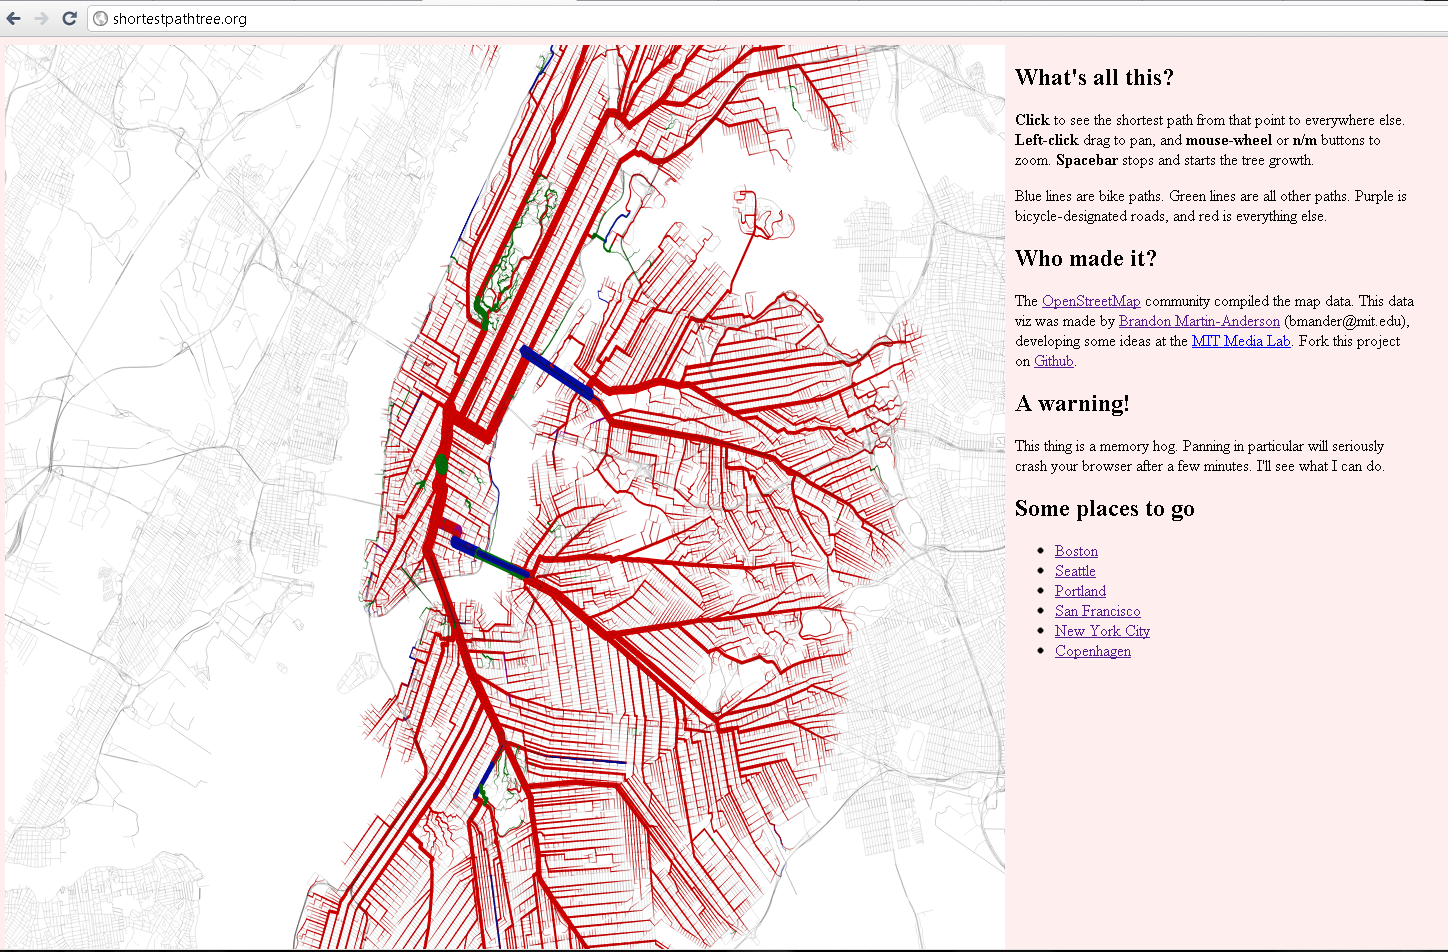 shortestpathtree.org
What's all this?
Click to see the shortest path from that point to everywhere else.
Left-click drag to pan, and mouse-wheel or n/m buttons to
zoom. Spacebar stops and starts the tree growth.
Blue lines are bike paths. Green lines are all other paths. Purple is
bicycle-designated roads, and red is everything else.
Who made it?
The OpenStreetMap community compiled the map data. This data
viz was made by Brandon Martin-Anderson (bmander@mit.edu),
developing some ideas at the MIT Media Lab. Fork this project
on Github.
A warning!
This thing is a memory hog. Panning in particular will seriously
crash your browser after a few minutes. I'll see what I can do.
Some places to go
Boston
Seattle
Portland
San Francisco
New York City
Copenhagen